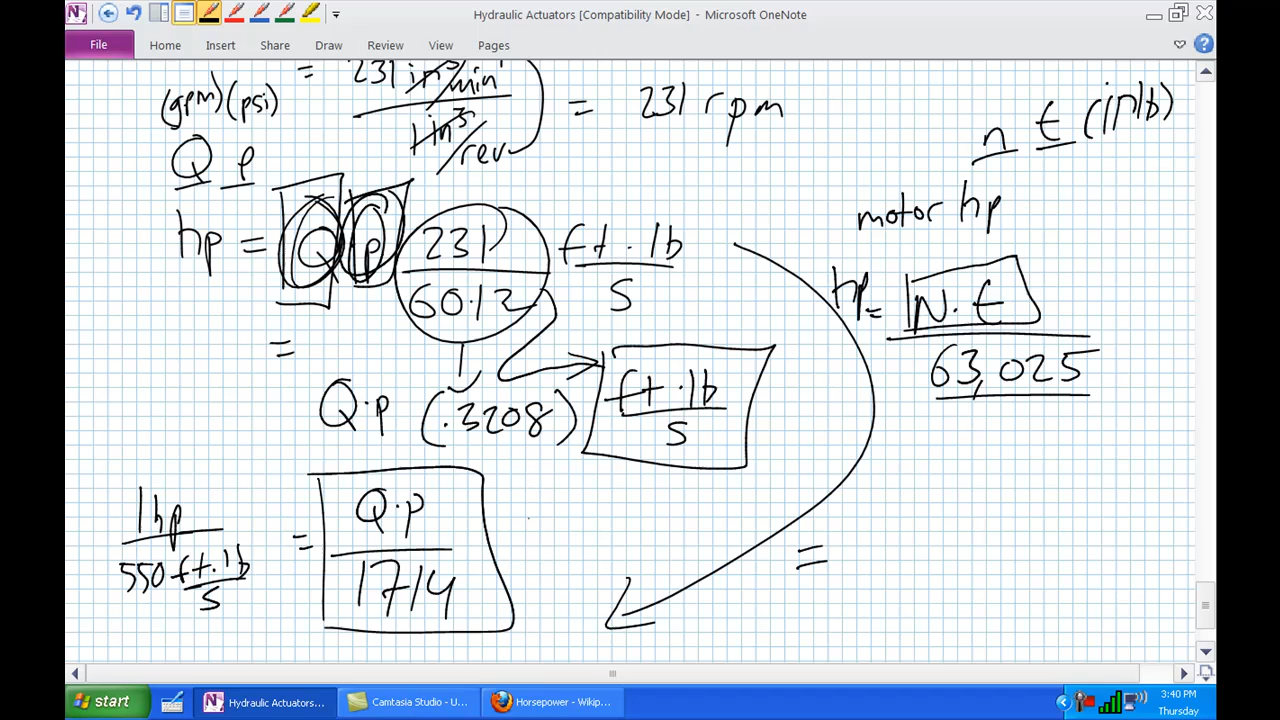 Hydraulic Actuators [Compatibility Mode] - Microsoft OneNote
File Home Insert Share Draw Review View Pages
(gpm)(psi)
= 231 in³/min
1 in³/rev
= 231 rpm
n t (in lb)
Q p
motor hp
hp = Q p 231 ft·lb
60·12 s
hp = N·t
63,025
=
Q·p (.3208) ft·lb
s
1hp
550 ft·lb
s
= Q·p
1714
=
start Hydraulic Actuators... Camtasia Studio - U... Horsepower - Wikip... 3:40 PM
Thursday